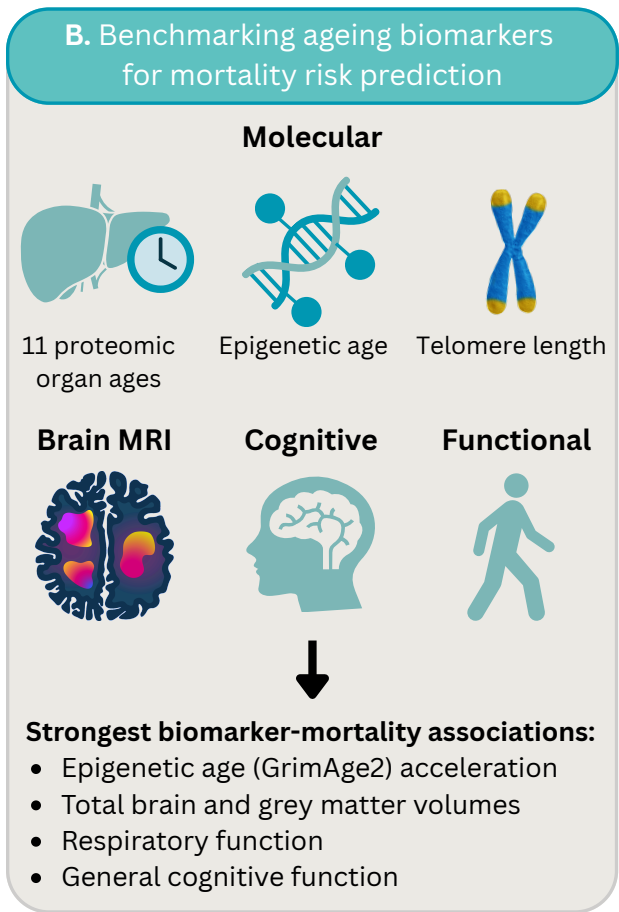 B. Benchmarking ageing biomarkers
for mortality risk prediction
Molecular
11 proteomic
organ ages
Epigenetic age
Telomere length
Brain MRI
Cognitive
Functional
Strongest biomarker-mortality associations:
• Epigenetic age (GrimAge2) acceleration
• Total brain and grey matter volumes
• Respiratory function
• General cognitive function